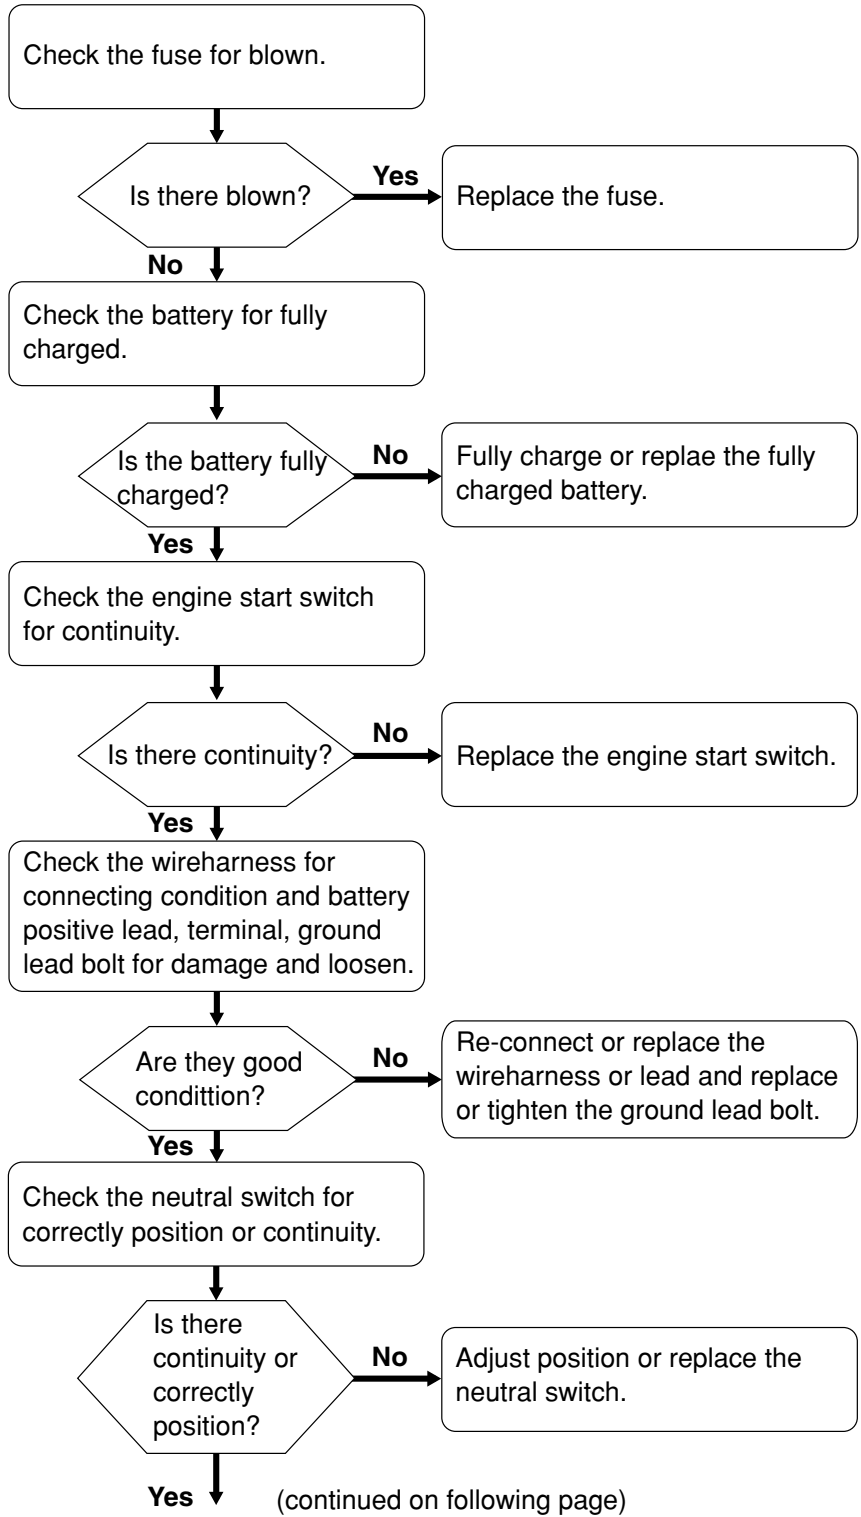 Check the fuse for blown.
Is there blown?
Yes
Replace the fuse.
No
Check the battery for fully
charged.
Is the battery fully
charged?
No
Fully charge or replae the fully
charged battery.
Yes
Check the engine start switch
for continuity.
Is there continuity?
No
Replace the engine start switch.
Yes
Check the wireharness for
connecting condition and battery
positive lead, terminal, ground
lead bolt for damage and loosen.
Are they good
condittion?
No
Re-connect or replace the
wireharness or lead and replace
or tighten the ground lead bolt.
Yes
Check the neutral switch for
correctly position or continuity.
Is there
continuity or
correctly
position?
No
Adjust position or replace the
neutral switch.
Yes
(continued on following page)